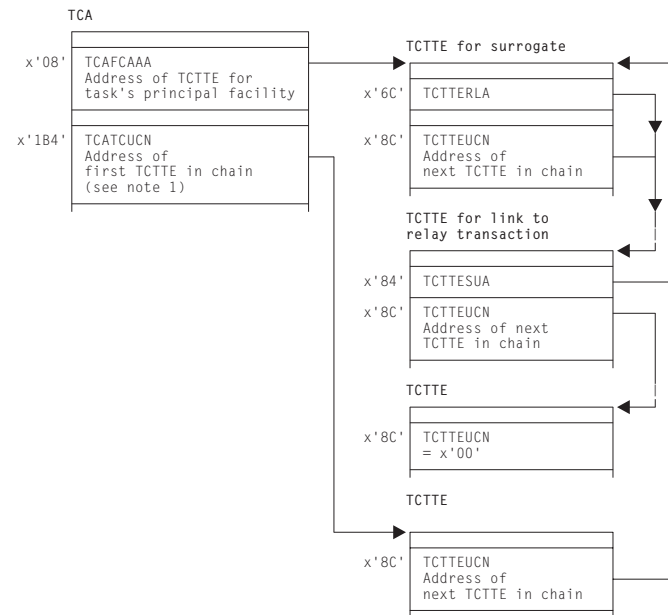 TCA
x'08' TCAFCAAA
Address of TCTTE for
task's principal facility
x'1B4' TCATCUCN
Address of
first TCTTE in chain
(see note 1)
TCTTE for surrogate
x'6C' TCTTERLA
x'8C' TCTTEUCN
Address of
next TCTTE in chain
TCTTE for link to
relay transaction
x'84' TCTTESUA
x'8C' TCTTEUCN
Address of next
TCTTE in chain
TCTTE
x'8C' TCTTEUCN
= x'00'
TCTTE
x'8C' TCTTEUCN
Address of
next TCTTE in chain